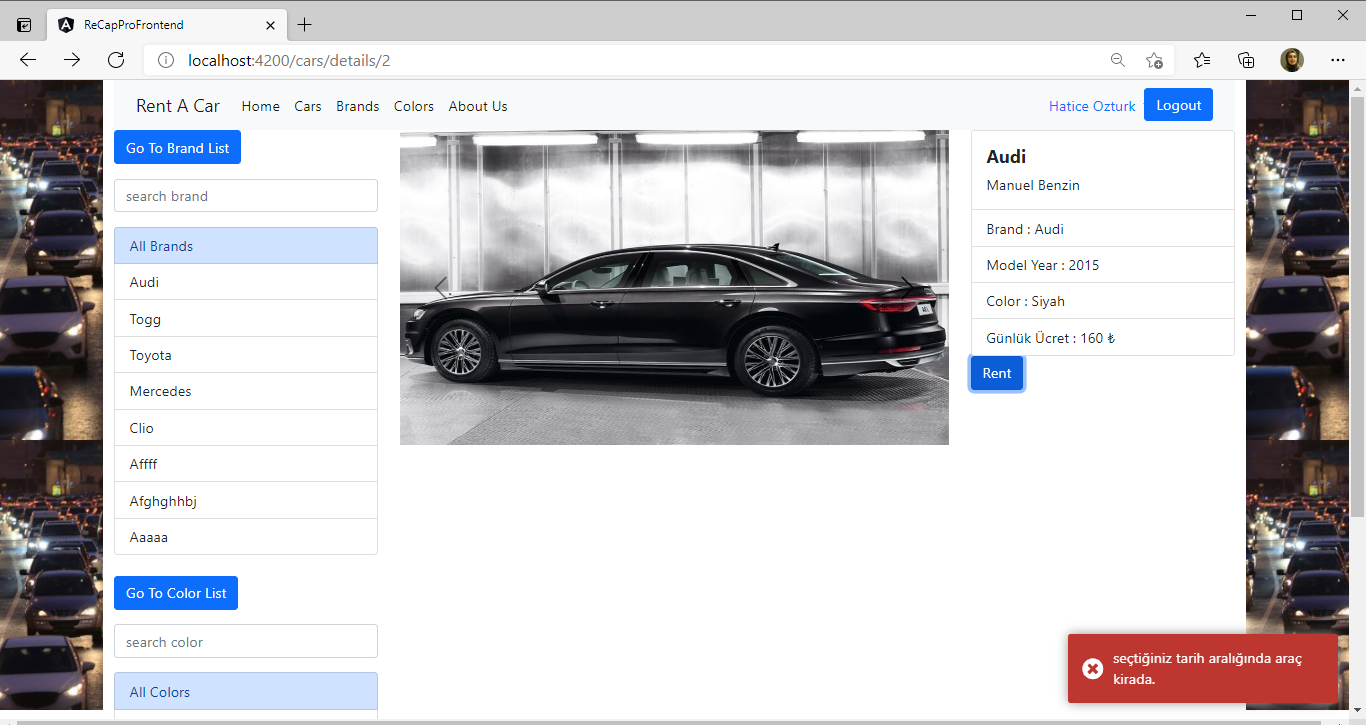 ReCapProFrontend
localhost:4200/cars/details/2
Rent A Car Home Cars Brands Colors About Us Hatice Ozturk Logout
Go To Brand List
search brand
All Brands
Audi
Togg
Toyota
Mercedes
Clio
Affff
Afghghhbj
Aaaaa
Go To Color List
search color
All Colors
Audi
Manuel Benzin
Brand : Audi
Model Year : 2015
Color : Siyah
Günlük Ücret : 160 ₺
Rent
seçtiğiniz tarih aralığında araç
kirada.